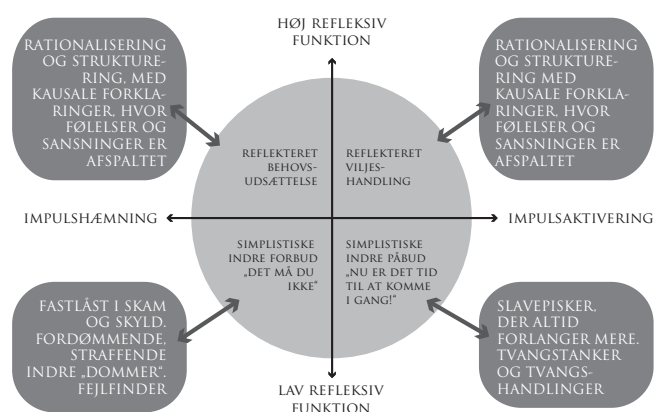 HØJ REFLEKSIV
FUNKTION
RATIONALISERING
OG STRUKTURE-
RING, MED
KAUSALE FORKLA-
RINGER, HVOR
FØLELSER OG
SANSNINGER ER
AFSPALTET
RATIONALISERING
OG STRUKTURE-
RING MED
KAUSALE FORKLA-
RINGER, HVOR
FØLELSER OG
SANSNINGER ER
AFSPALTET
REFLEKTERET
BEHOVS-
UDSÆTTELSE
REFLEKTERET
VILJES-
HANDLING
IMPULSHÆMNING
IMPULSAKTIVERING
SIMPLISTISKE
INDRE FORBUD
„DET MÅ DU
IKKE“
SIMPLISTISKE
INDRE PÅBUD
„NU ER DET TID
TIL AT KOMME
I GANG!“
FASTLÅST I SKAM
OG SKYLD.
FORDØMMENDE,
STRAFFENDE
INDRE „DOMMER“.
FEJLFINDER
SLAVEPISKER,
DER ALTID
FORLANGER MERE.
TVANGSTANKER
OG TVANGS-
HANDLINGER
LAV REFLEKSIV
FUNKTION